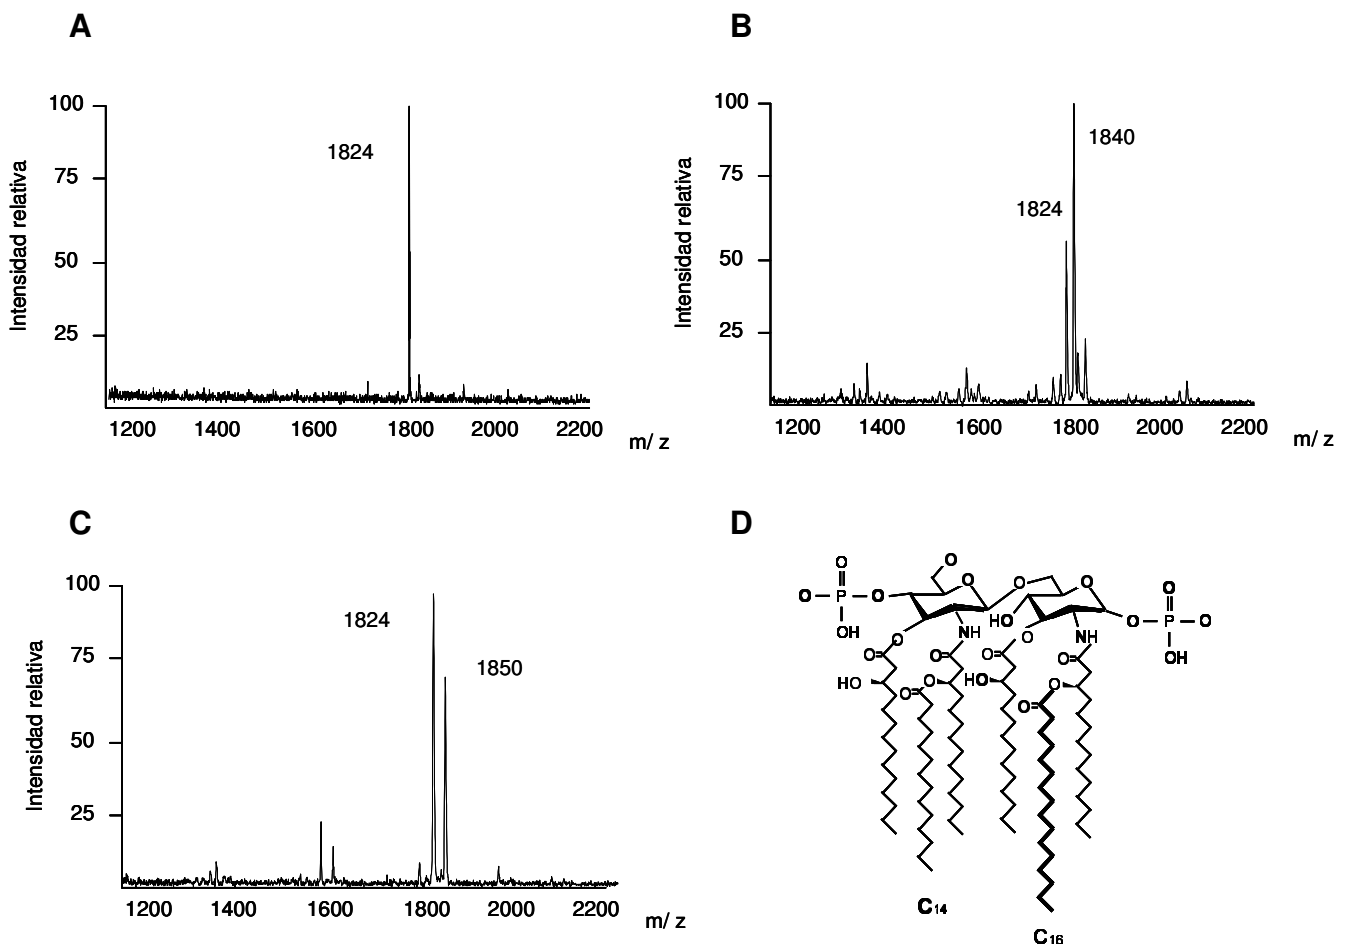 A
Intensidad relativa
100
75
50
25
1824
1200 1400 1600 1800 2000 2200
m/ z
B
Intensidad relativa
100
75
50
25
1824
1840
1200 1400 1600 1800 2000 2200
m/ z
C
Intensidad relativa
100
75
50
25
1824
1850
1200 1400 1600 1800 2000 2200
m/ z
D
O
O
O
O P O O O O P O
OH HO OH
O NH O NH
O O O O
HO O HO O
O O
C14
C16